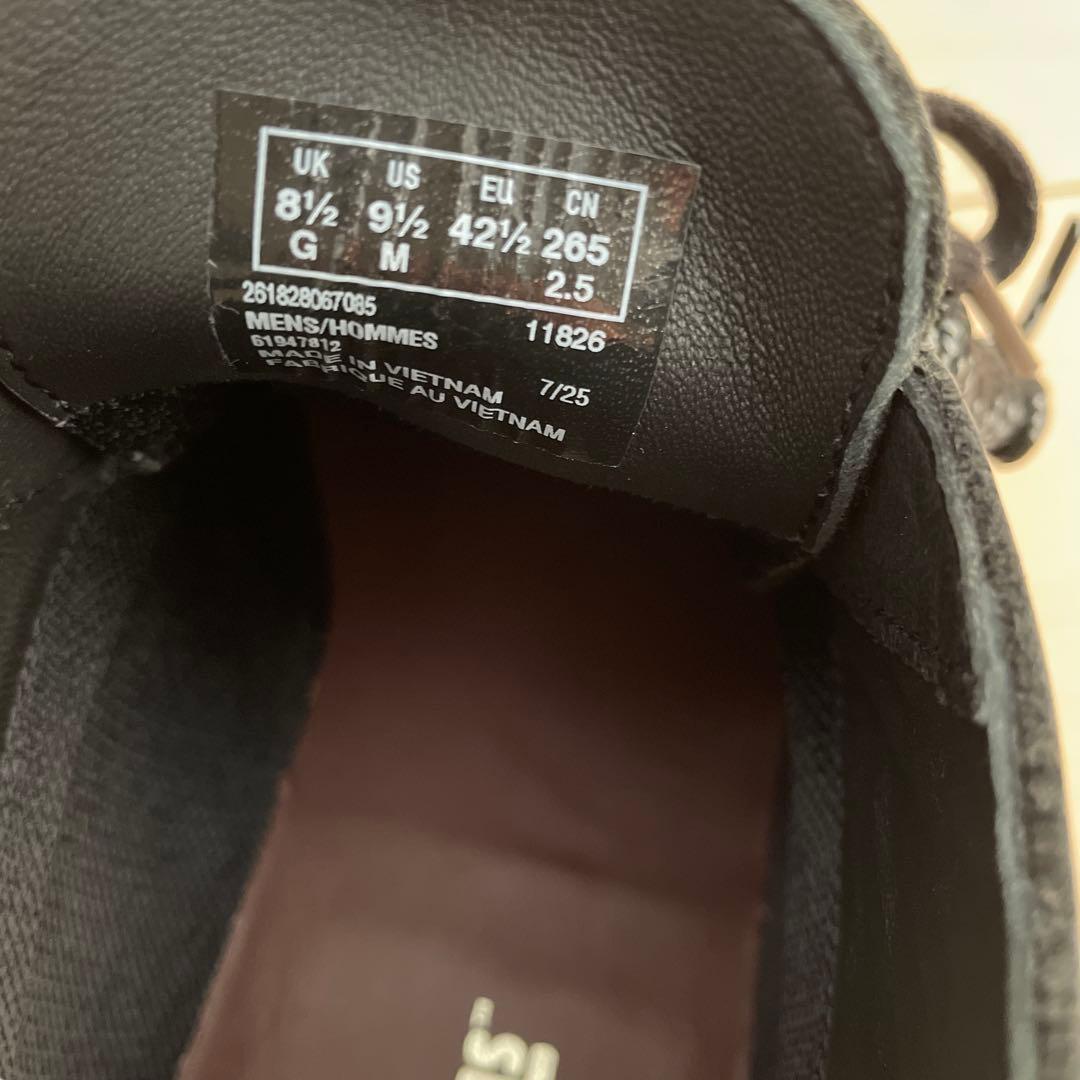 UK US EU CN
8½ 9½ 42½ 265
G M 2.5
261828067085
MENS/HOMMES 11826
61947812
MADE IN VIETNAM 7/25
FABRIQUE AU VIETNAM